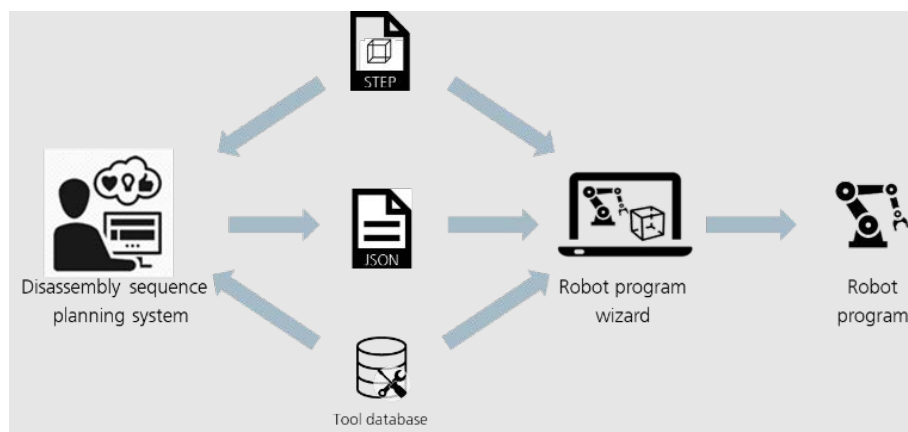 STEP
JSON
Disassembly sequence
planning system
Robot program
wizard
Robot
program
Tool database